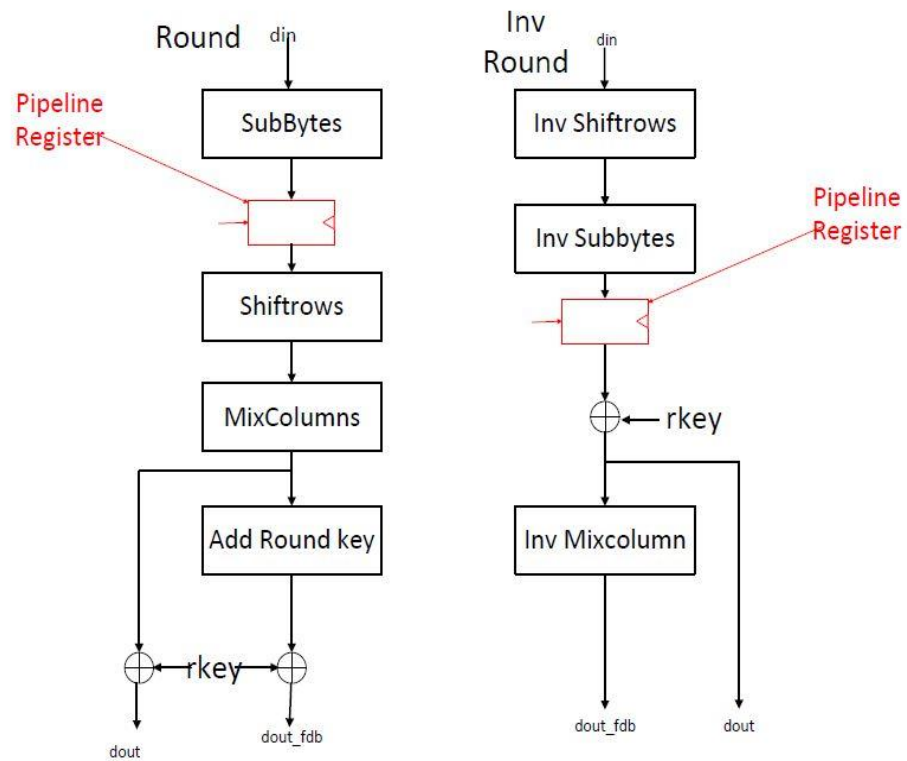 Round
din
Pipeline
Register
SubBytes
Shiftrows
MixColumns
Add Round key
rkey
dout
dout_fdb
Inv
Round
din
Inv Shiftrows
Inv Subbytes
Pipeline
Register
rkey
Inv Mixcolumn
dout_fdb
dout